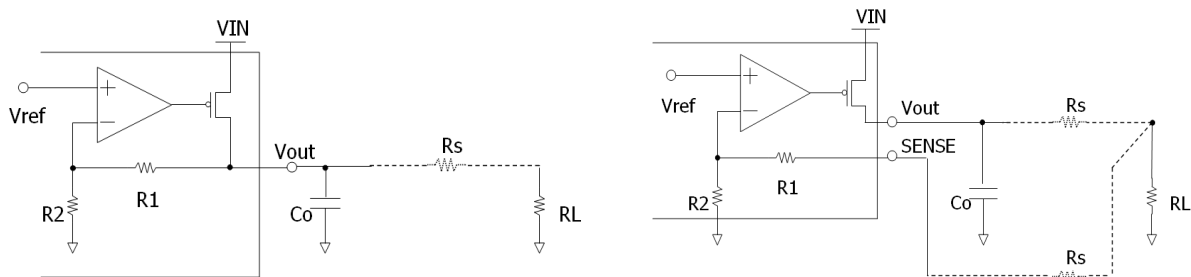 VIN
Vref
Vout
Rs
R1
R2
Co
RL
VIN
Vref
Vout
Rs
SENSE
R1
R2
Co
RL
Rs